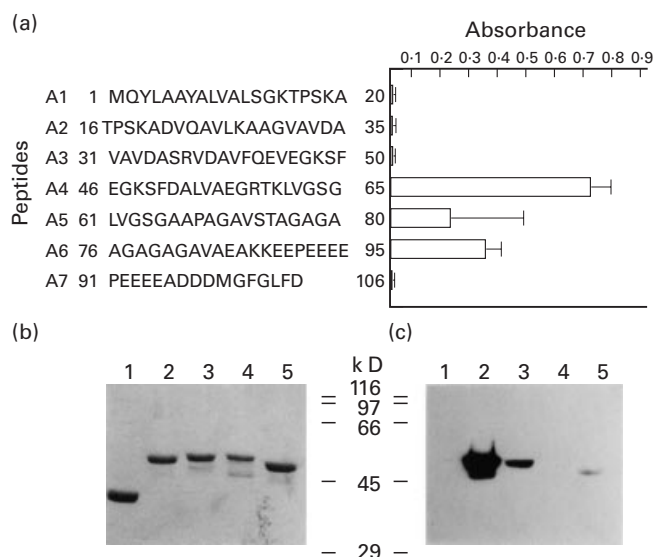 (a)
Absorbance
0·1 0·2 0·3 0·4 0·5 0·6 0·7 0·8 0·9
Peptides
A1 1 MQYLAAYALVALSGKTPSKA 20
A2 16 TPSKADVQAVLKAAGVAVDA 35
A3 31 VAVDASRVDAVFQEVEGKSF 50
A4 46 EGKSFDALVAEGRTKLVGSG 65
A5 61 LVGSGAAPAGAVSTAGAGA 80
A6 76 AGAGAGAVAEAKKEEPEEEE 95
A7 91 PEEEEADDDMGFGLFD 106
(b) (c)
1 2 3 4 5 k D 1 2 3 4 5
116
97
66
45
29